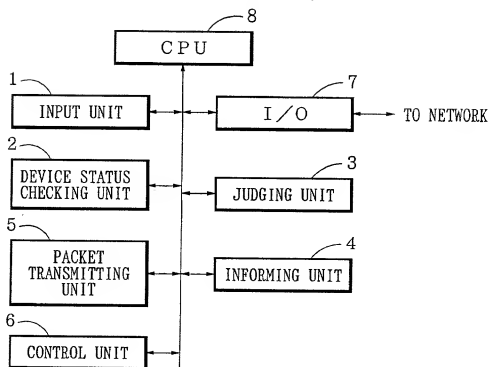 8
CPU
1
7
INPUT UNIT
I/O
TO NETWORK
2
3
DEVICE STATUS
CHECKING UNIT
JUDGING UNIT
5
4
PACKET
TRANSMITTING
UNIT
INFORMING UNIT
6
CONTROL UNIT